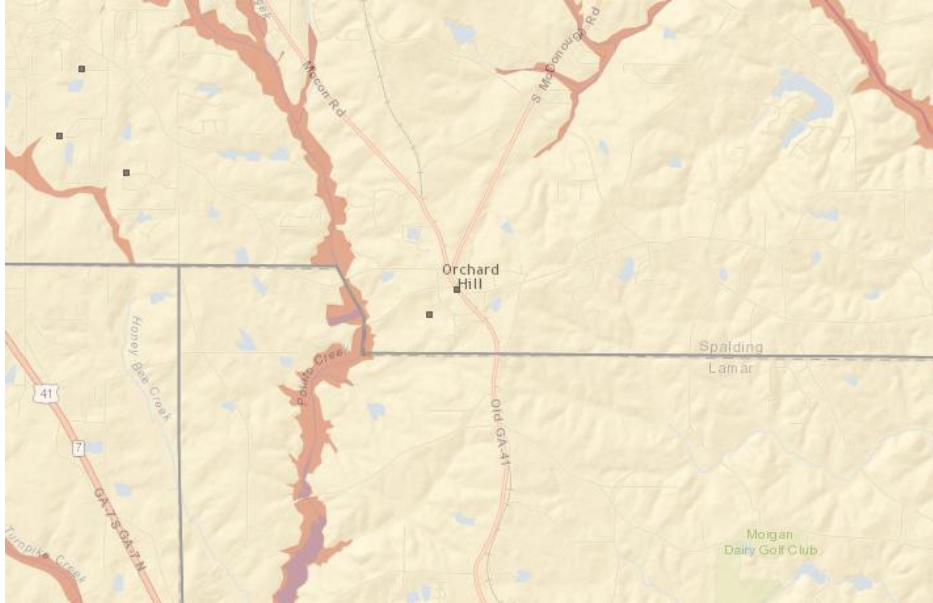 Macon Rd
S McDonough Rd
Orchard
Hill
Honey Bee Creek
Potato Creek
Spalding
Lamar
41
7
Old GA-41
GA-7 S GA-7 N
Turnpike Creek
Morgan
Dairy Golf Club